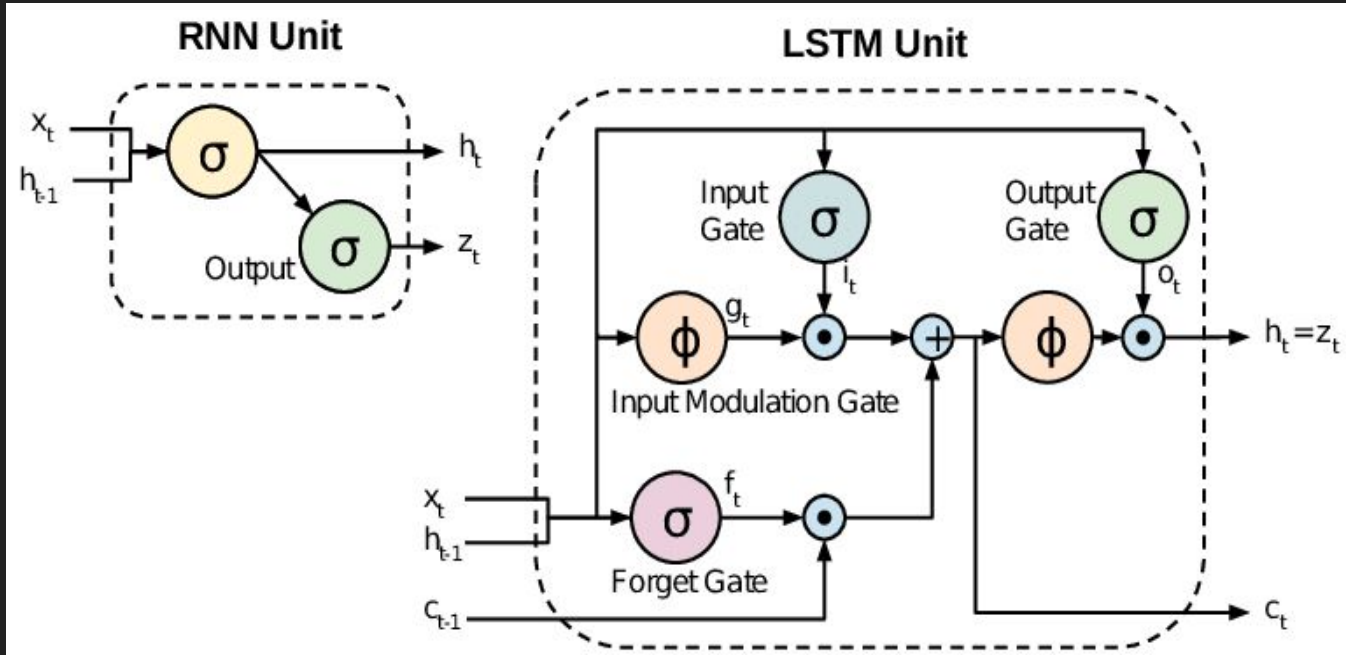 RNN Unit
x_t
h_t-1
σ
h_t
σ
Output
z_t
LSTM Unit
Input
Gate
σ
i_t
Output
Gate
σ
o_t
ϕ
g_t
Input Modulation Gate
+
ϕ
h_t=z_t
x_t
h_t-1
σ
f_t
Forget Gate
c_t-1
c_t